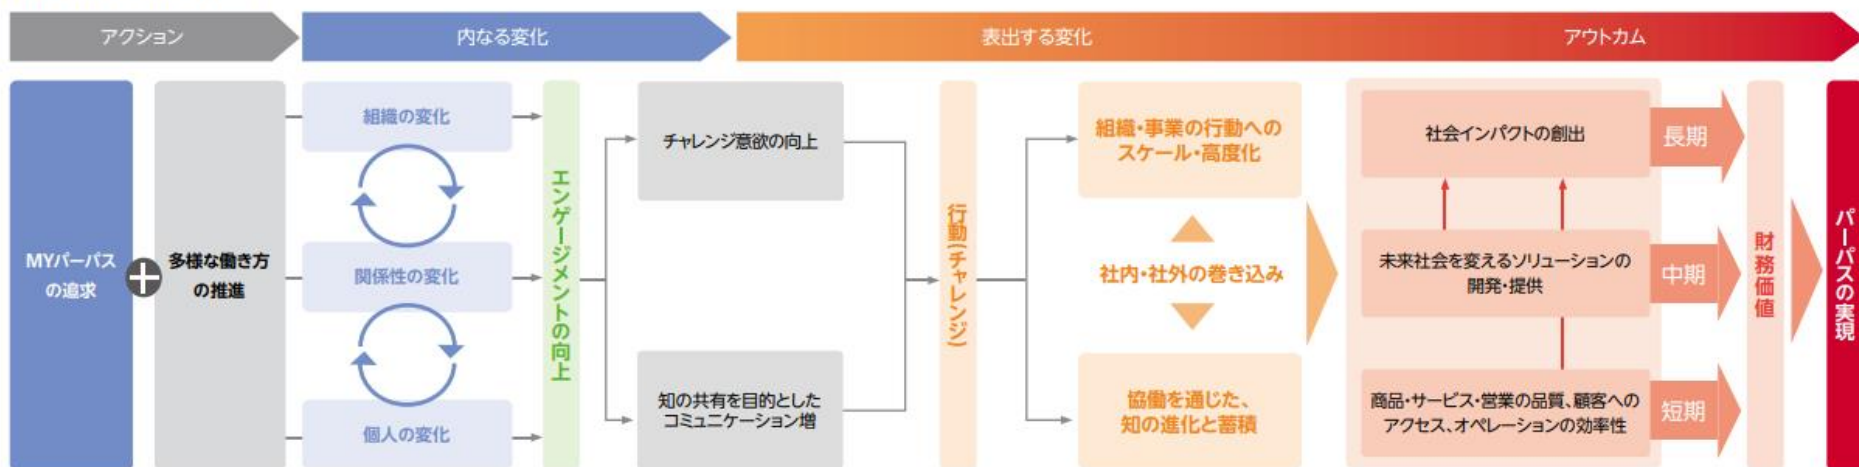 アクション
内なる変化
表出する変化
アウトカム
MYパーパス
の追求
多様な働き方
の推進
組織の変化
関係性の変化
個人の変化
エンゲージメントの向上
チャレンジ意欲の向上
知の共有を目的とした
コミュニケーション増
行動(チャレンジ)
組織・事業の行動への
スケール・高度化
社内・社外の巻き込み
協働を通じた、
知の進化と蓄積
社会インパクトの創出
未来社会を変えるソリューションの
開発・提供
商品・サービス・営業の品質、顧客への
アクセス、オペレーションの効率性
長期
中期
短期
財務価値
パーパスの実現